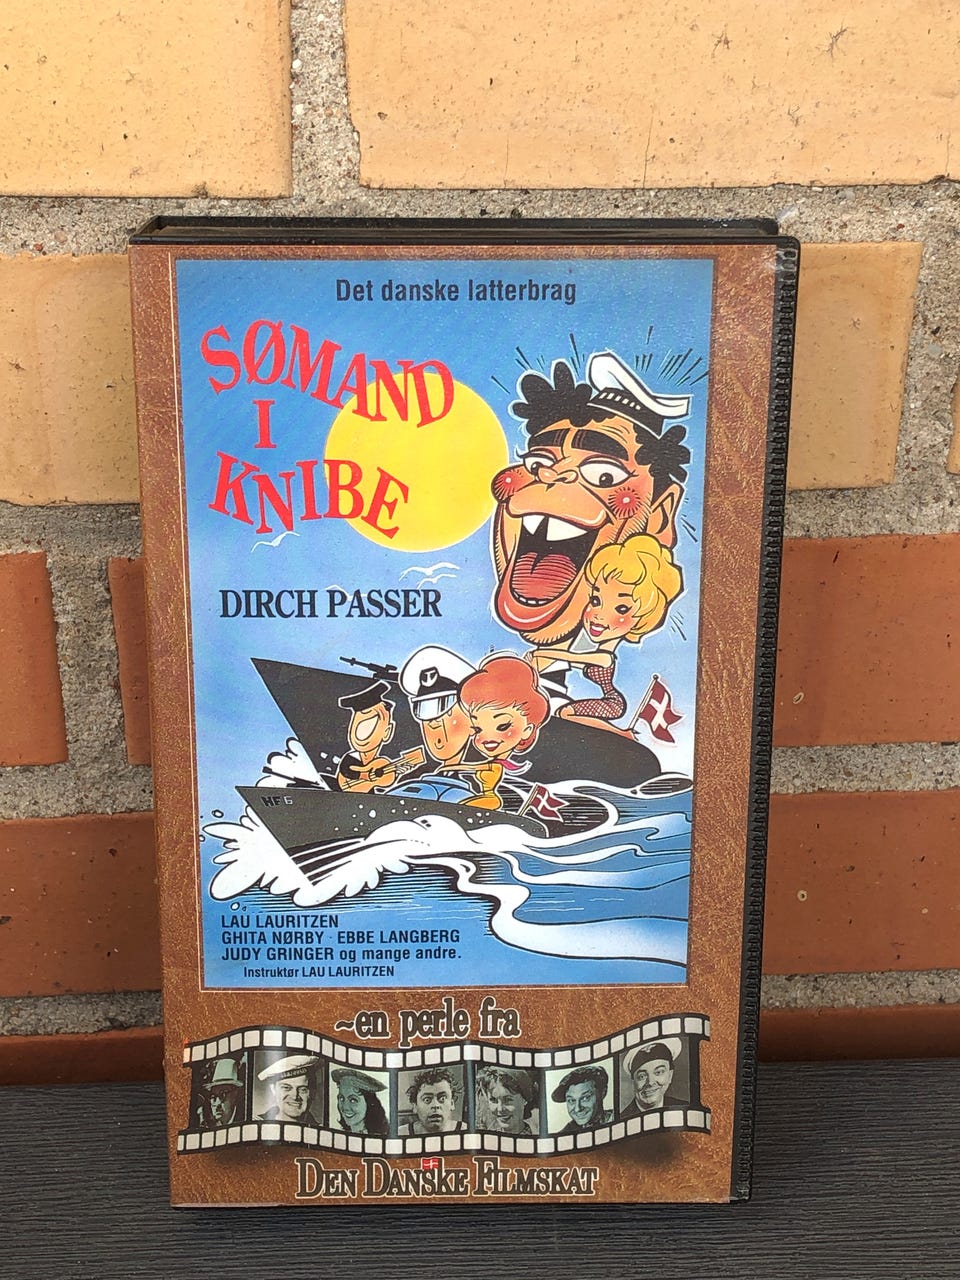 Det danske latterbrag
SØMAND
I
KNIBE
DIRCH PASSER
HF6
LAU LAURITZEN
GHITA NØRBY - EBBE LANGBERG
JUDY GRINGER og mange andre.
Instruktør LAU LAURITZEN
~en perle fra
DEN DANSKE FILMSKAT